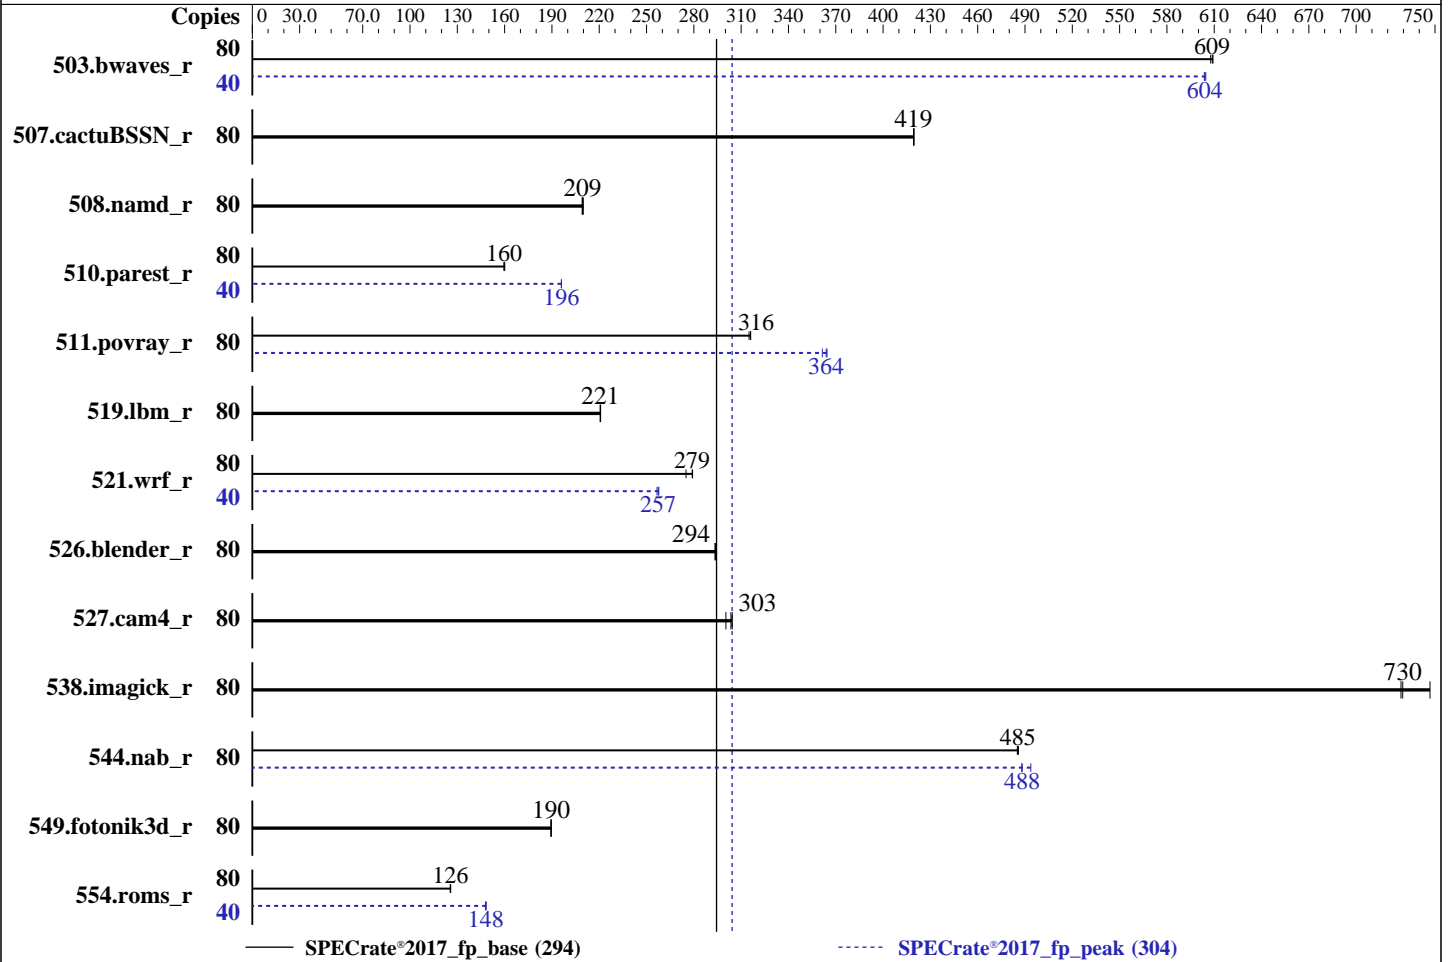 Copies 0 30.0 70.0 100 130 160 190 220 250 280 310 340 370 400 430 460 490 520 550 580 610 640 670 700 750
503.bwaves_r 80 609
40 604
507.cactuBSSN_r 80 419
508.namd_r 80 209
510.parest_r 80 160
40 196
511.povray_r 80 316
364
519.lbm_r 80 221
521.wrf_r 80 279
40 257
526.blender_r 80 294
527.cam4_r 80 303
538.imagick_r 80 730
544.nab_r 80 485
488
549.fotonik3d_r 80 190
554.roms_r 80 126
40 148
SPECrate®2017_fp_base (294) SPECrate®2017_fp_peak (304)